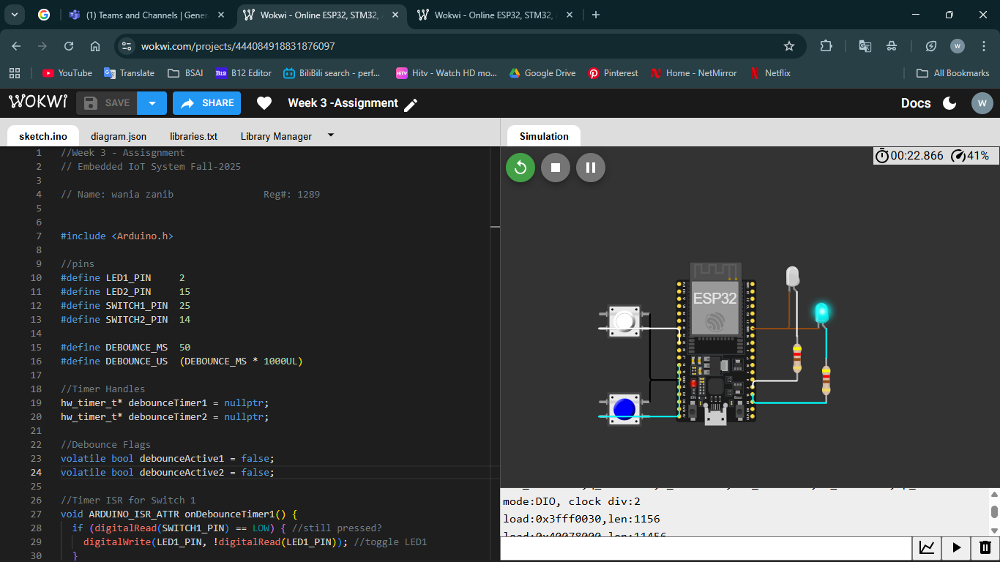 (1) Teams and Channels | Gener
Wokwi - Online ESP32, STM32,
Wokwi - Online ESP32, STM32,
wokwi.com/projects/444084918831876097
W
YouTube
Translate
BSAI
B12 B12 Editor
BiliBili search - perf...
HiTV Hitv - Watch HD mo...
Google Drive
Pinterest
Home - NetMirror
Netflix
All Bookmarks
WOKWI
SAVE
SHARE
Week 3 -Assignment
Docs
W
sketch.ino
diagram.json
libraries.txt
Library Manager
Simulation
00:22.866
41%
1 //Week 3 - Assisgnment
2 // Embedded IoT System Fall-2025
3
4 // Name: wania zanib Reg#: 1289
5
6
7 #include <Arduino.h>
8
9 //pins
10 #define LED1_PIN 2
11 #define LED2_PIN 15
12 #define SWITCH1_PIN 25
13 #define SWITCH2_PIN 14
14
15 #define DEBOUNCE_MS 50
16 #define DEBOUNCE_US (DEBOUNCE_MS * 1000UL)
17
18 //Timer Handles
19 hw_timer_t* debounceTimer1 = nullptr;
20 hw_timer_t* debounceTimer2 = nullptr;
21
22 //Debounce Flags
23 volatile bool debounceActive1 = false;
24 volatile bool debounceActive2 = false;
25
26 //Timer ISR for Switch 1
27 void ARDUINO_ISR_ATTR onDebounceTimer1() {
28 if (digitalRead(SWITCH1_PIN) == LOW) { //still pressed?
29 digitalWrite(LED1_PIN, !digitalRead(LED1_PIN)); //toggle LED1
30 }
ESP32
EN
Boot
mode:DIO, clock div:2
load:0x3fff0030,len:1156
load:0x40078000,len:11456